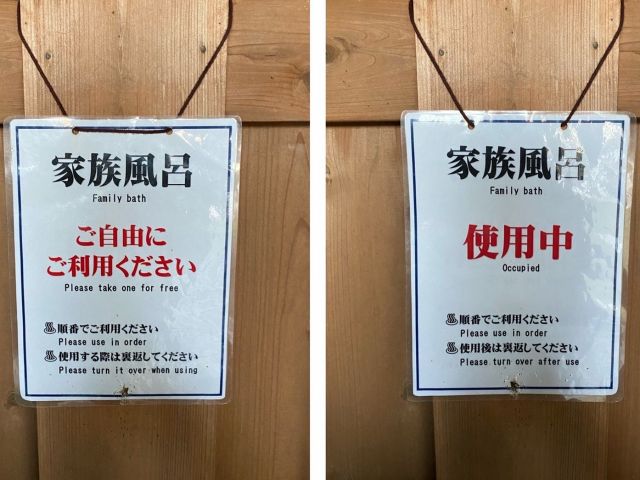 家族風呂
Family bath
ご自由に
ご利用ください
Please take one for free
♨順番でご利用ください
Please use in order
♨使用する際は裏返してください
Please turn it over when using
家族風呂
Family bath
使用中
Occupied
♨順番でご利用ください
Please use in order
♨使用後は裏返してください
Please turn over after use